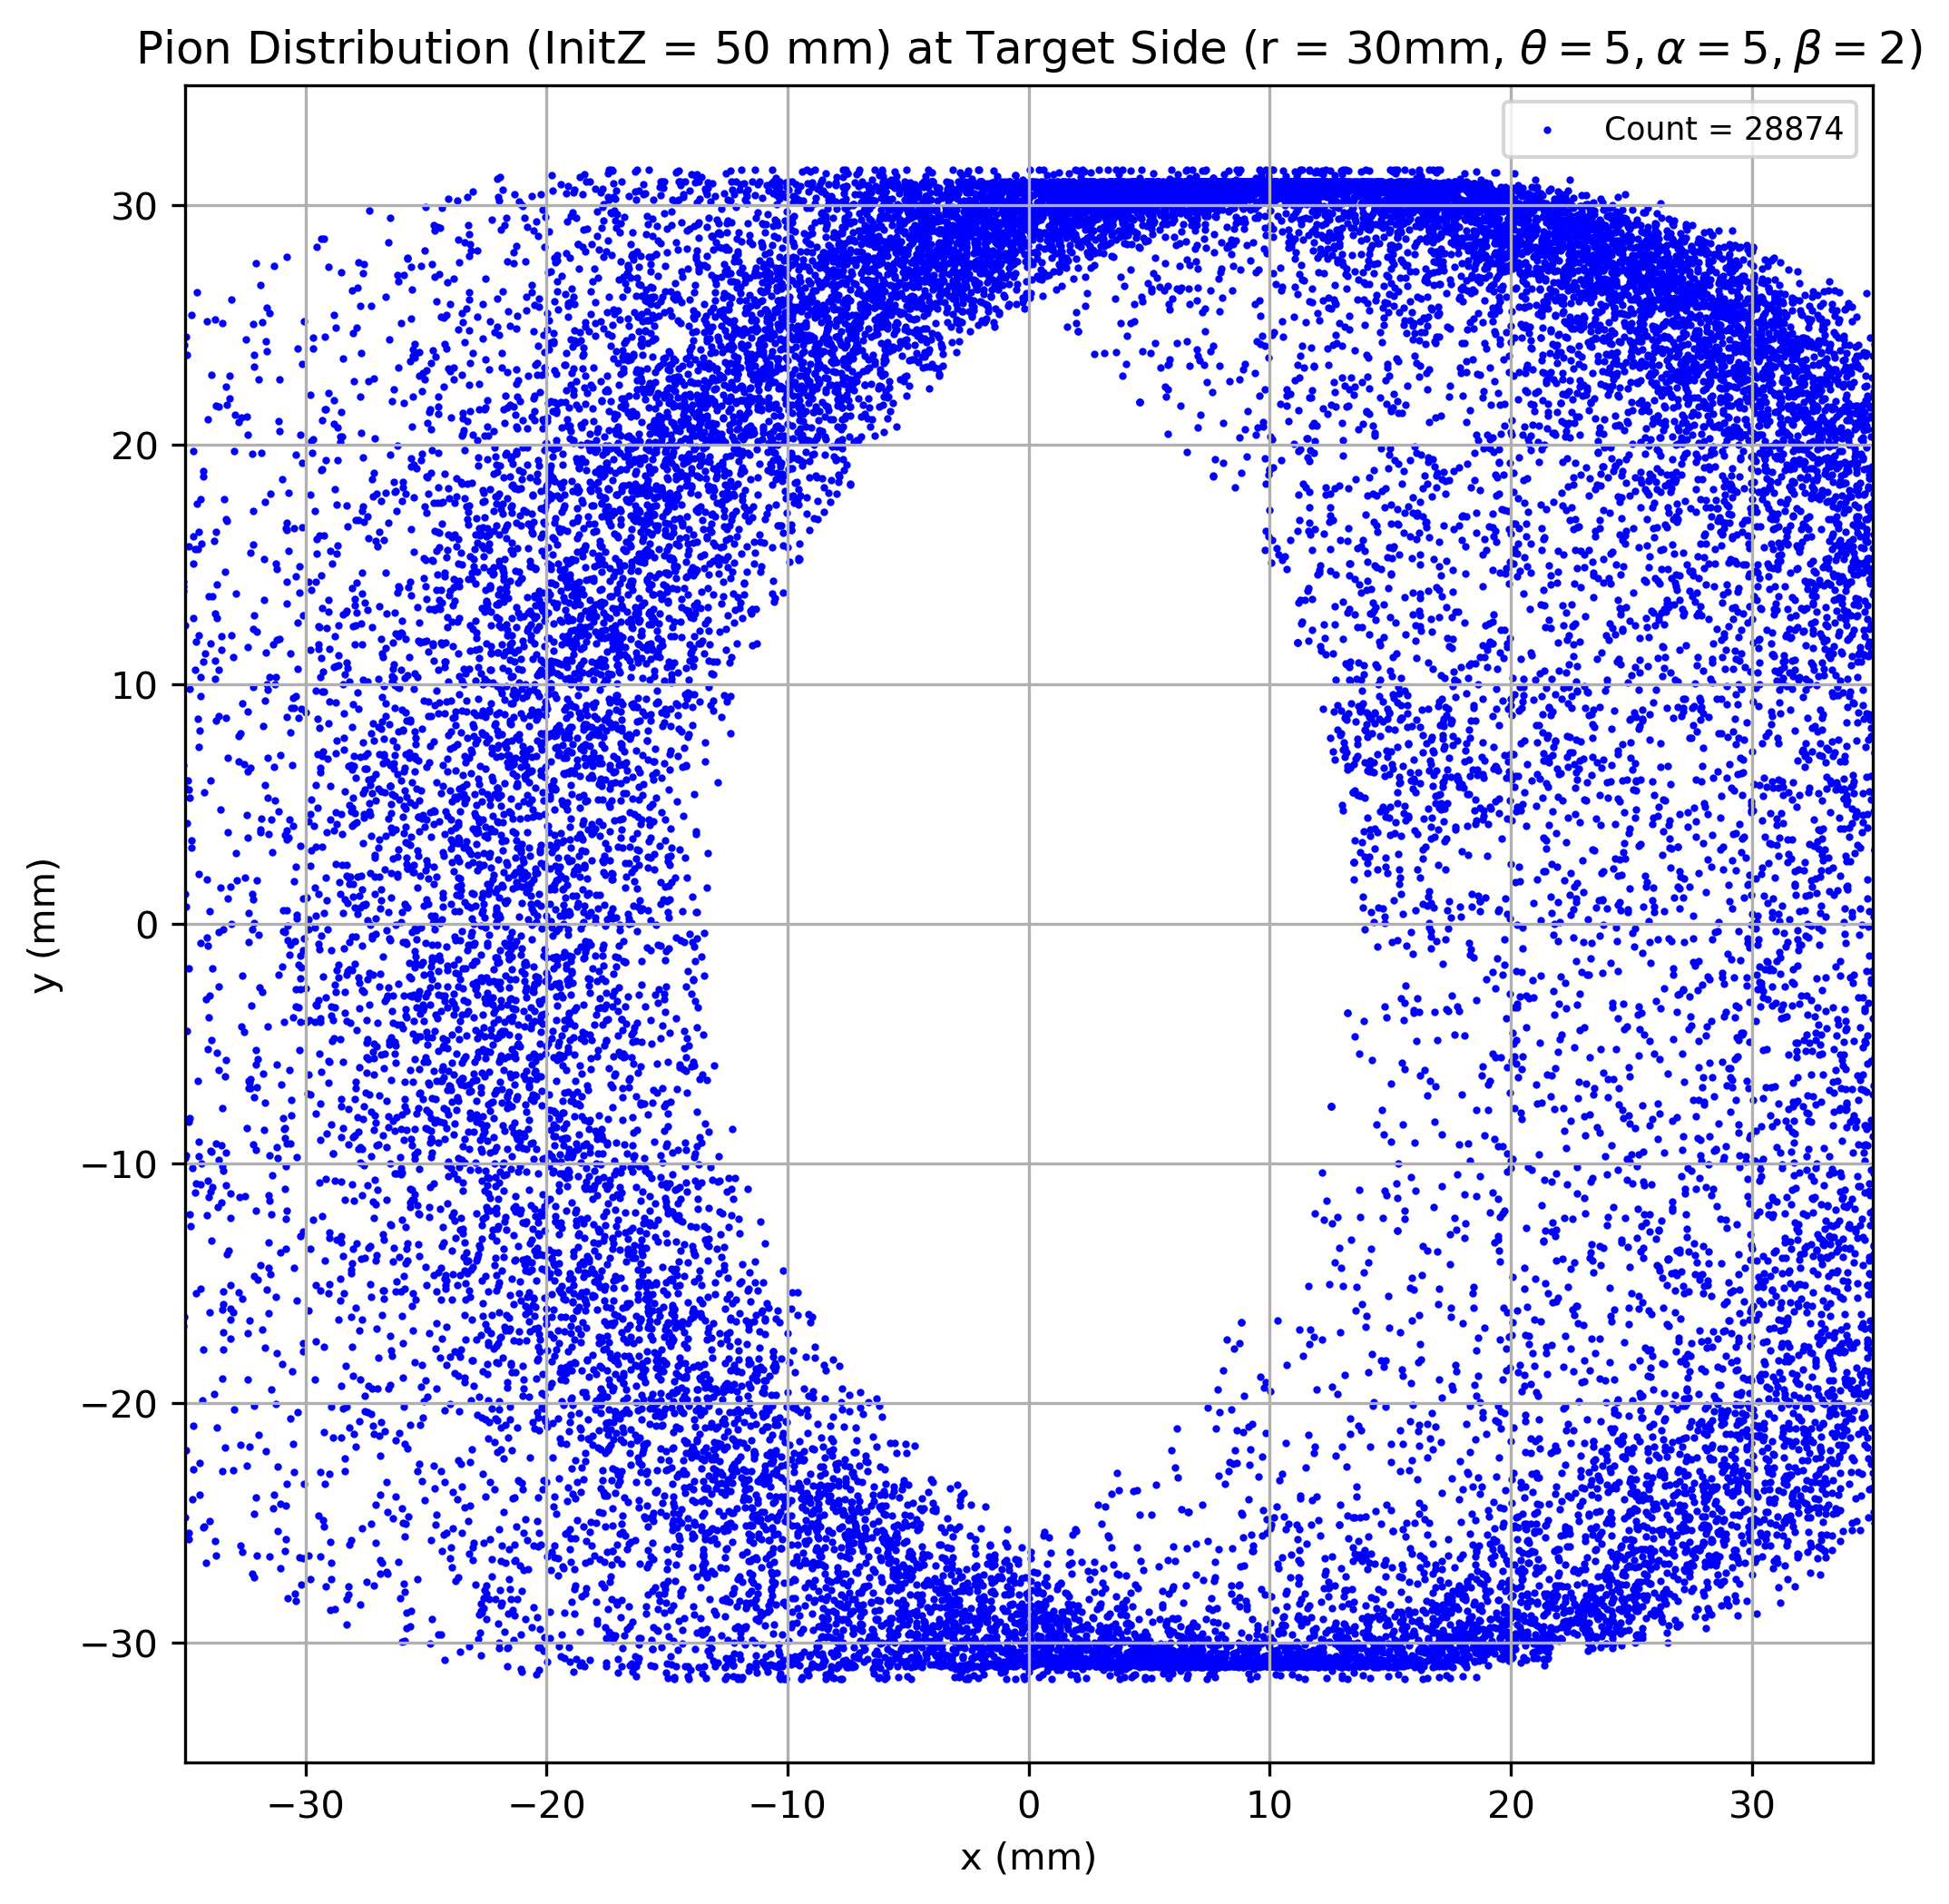 Pion Distribution (InitZ = 50 mm) at Target Side (r = 30mm, θ = 5, α = 5, β = 2)
Count = 28874
30
20
10
0
−10
−20
−30
y (mm)
−30 −20 −10 0 10 20 30
x (mm)